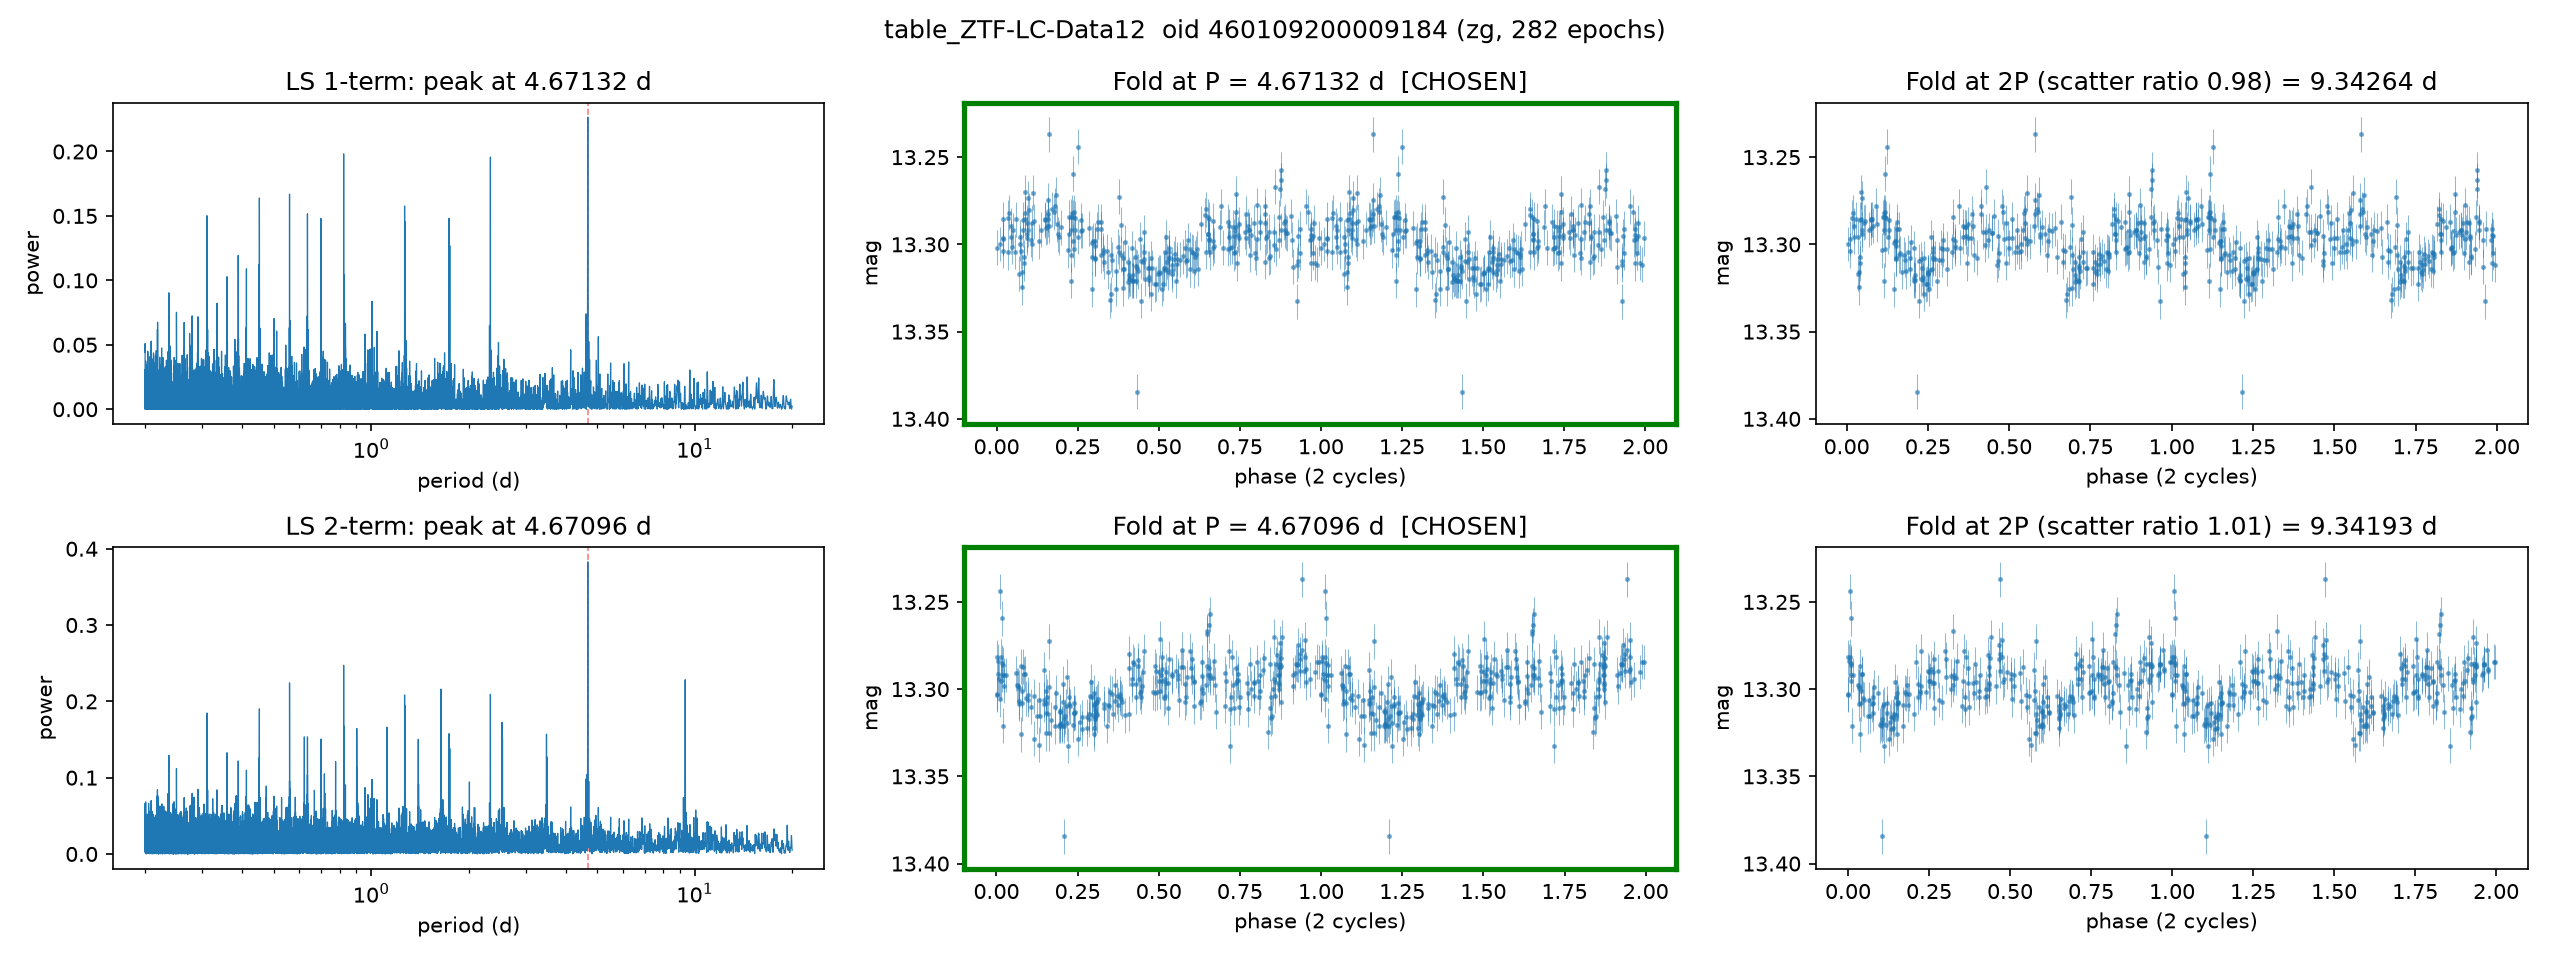 table_ZTF-LC-Data12  oid 460109200009184 (zg, 282 epochs)
LS 1-term: peak at 4.67132 d
power
0.20
0.15
0.10
0.05
0.00
10⁰
10¹
period (d)
Fold at P = 4.67132 d  [CHOSEN]
mag
13.25
13.30
13.35
13.40
0.00 0.25 0.50 0.75 1.00 1.25 1.50 1.75 2.00
phase (2 cycles)
Fold at 2P (scatter ratio 0.98) = 9.34264 d
mag
13.25
13.30
13.35
13.40
0.00 0.25 0.50 0.75 1.00 1.25 1.50 1.75 2.00
phase (2 cycles)
LS 2-term: peak at 4.67096 d
power
0.4
0.3
0.2
0.1
0.0
10⁰
10¹
period (d)
Fold at P = 4.67096 d  [CHOSEN]
mag
13.25
13.30
13.35
13.40
0.00 0.25 0.50 0.75 1.00 1.25 1.50 1.75 2.00
phase (2 cycles)
Fold at 2P (scatter ratio 1.01) = 9.34193 d
mag
13.25
13.30
13.35
13.40
0.00 0.25 0.50 0.75 1.00 1.25 1.50 1.75 2.00
phase (2 cycles)